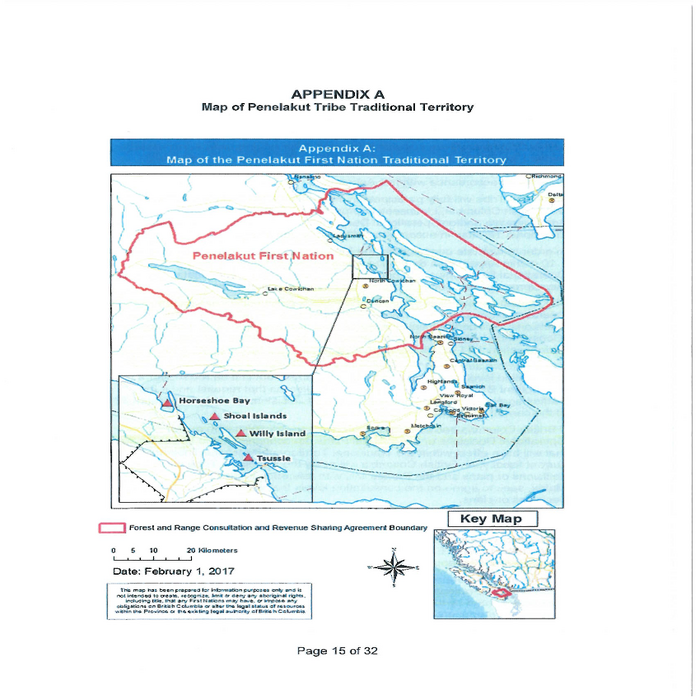 APPENDIX A
Map of Penelakut Tribe Traditional Territory
Appendix A:
Map of the Penelakut First Nation Traditional Territory
Nanaimo
Richmond
Delta
Ladysmith
Penelakut First Nation
North Cowichan
Lake Cowichan
Duncan
North Saanich
Sidney
Central Saanich
Highlands
Saanich
View Royal
Langford
Oak Bay
Victoria
Esquimalt
Sooke
Metchosin
Horseshoe Bay
Shoal Islands
Willy Island
Tsussie
Key Map
Forest and Range Consultation and Revenue Sharing Agreement Boundary
0 5 10 20 Kilometers
N
Date: February 1, 2017
The map has been prepared for information purposes only and is
not intended to create, recognize, limit or deny any aboriginal rights,
including title, that any First Nations may have, or impose any
obligations on British Columbia or alter the legal status of resources
within the Province or the existing legal authority of British Columbia
Page 15 of 32